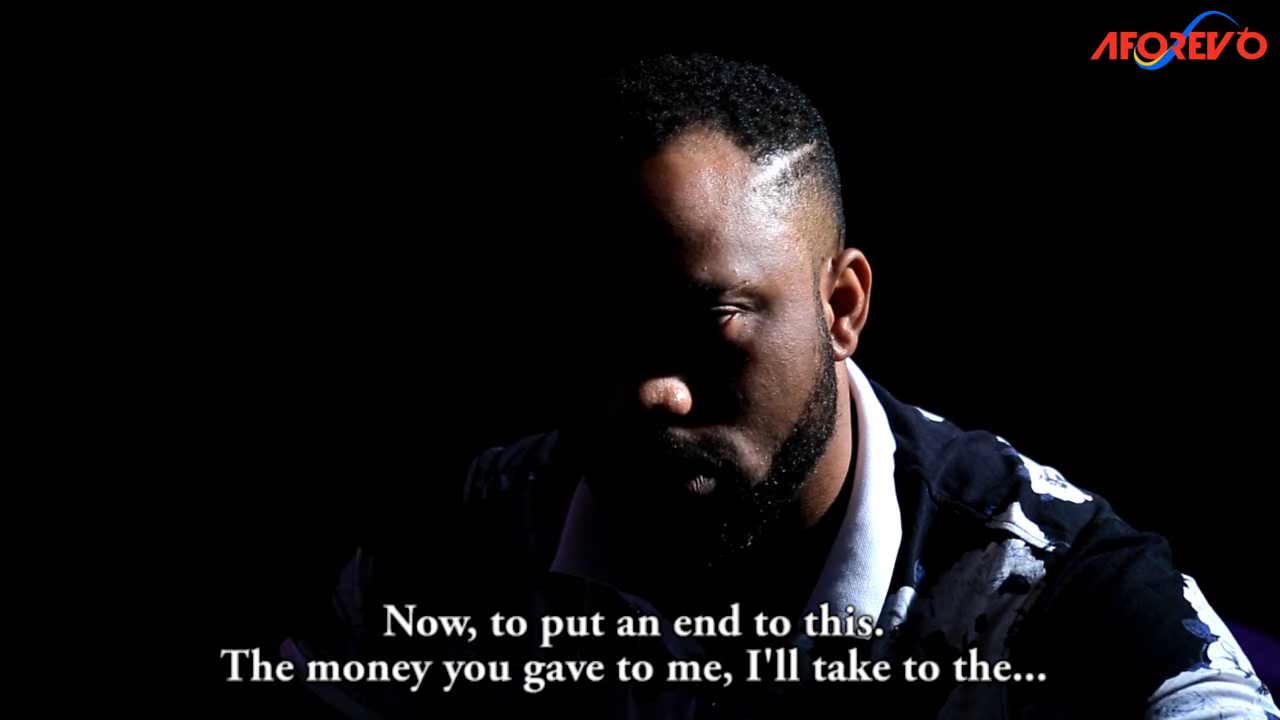 AFOREVO
Now, to put an end to this.
The money you gave to me, I'll take to the...